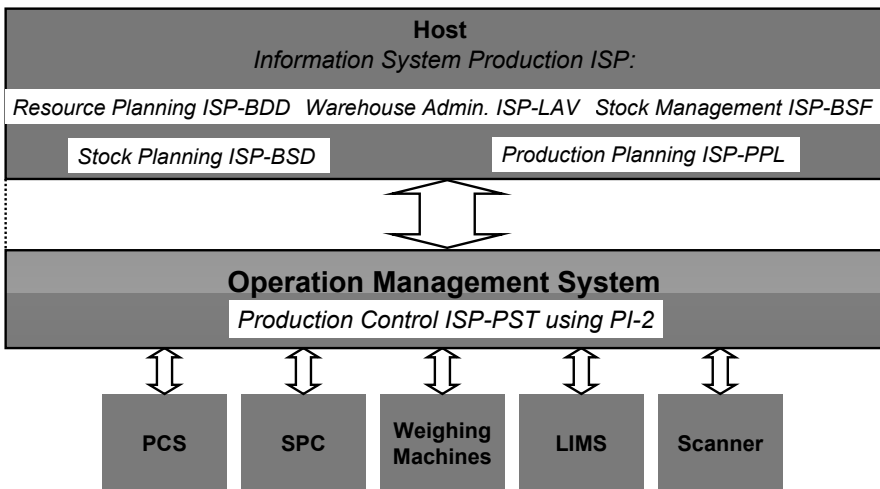 Host
Information System Production ISP:
Resource Planning ISP-BDD Warehouse Admin. ISP-LAV Stock Management ISP-BSF
Stock Planning ISP-BSD Production Planning ISP-PPL
Operation Management System
Production Control ISP-PST using PI-2
PCS SPC Weighing Machines LIMS Scanner